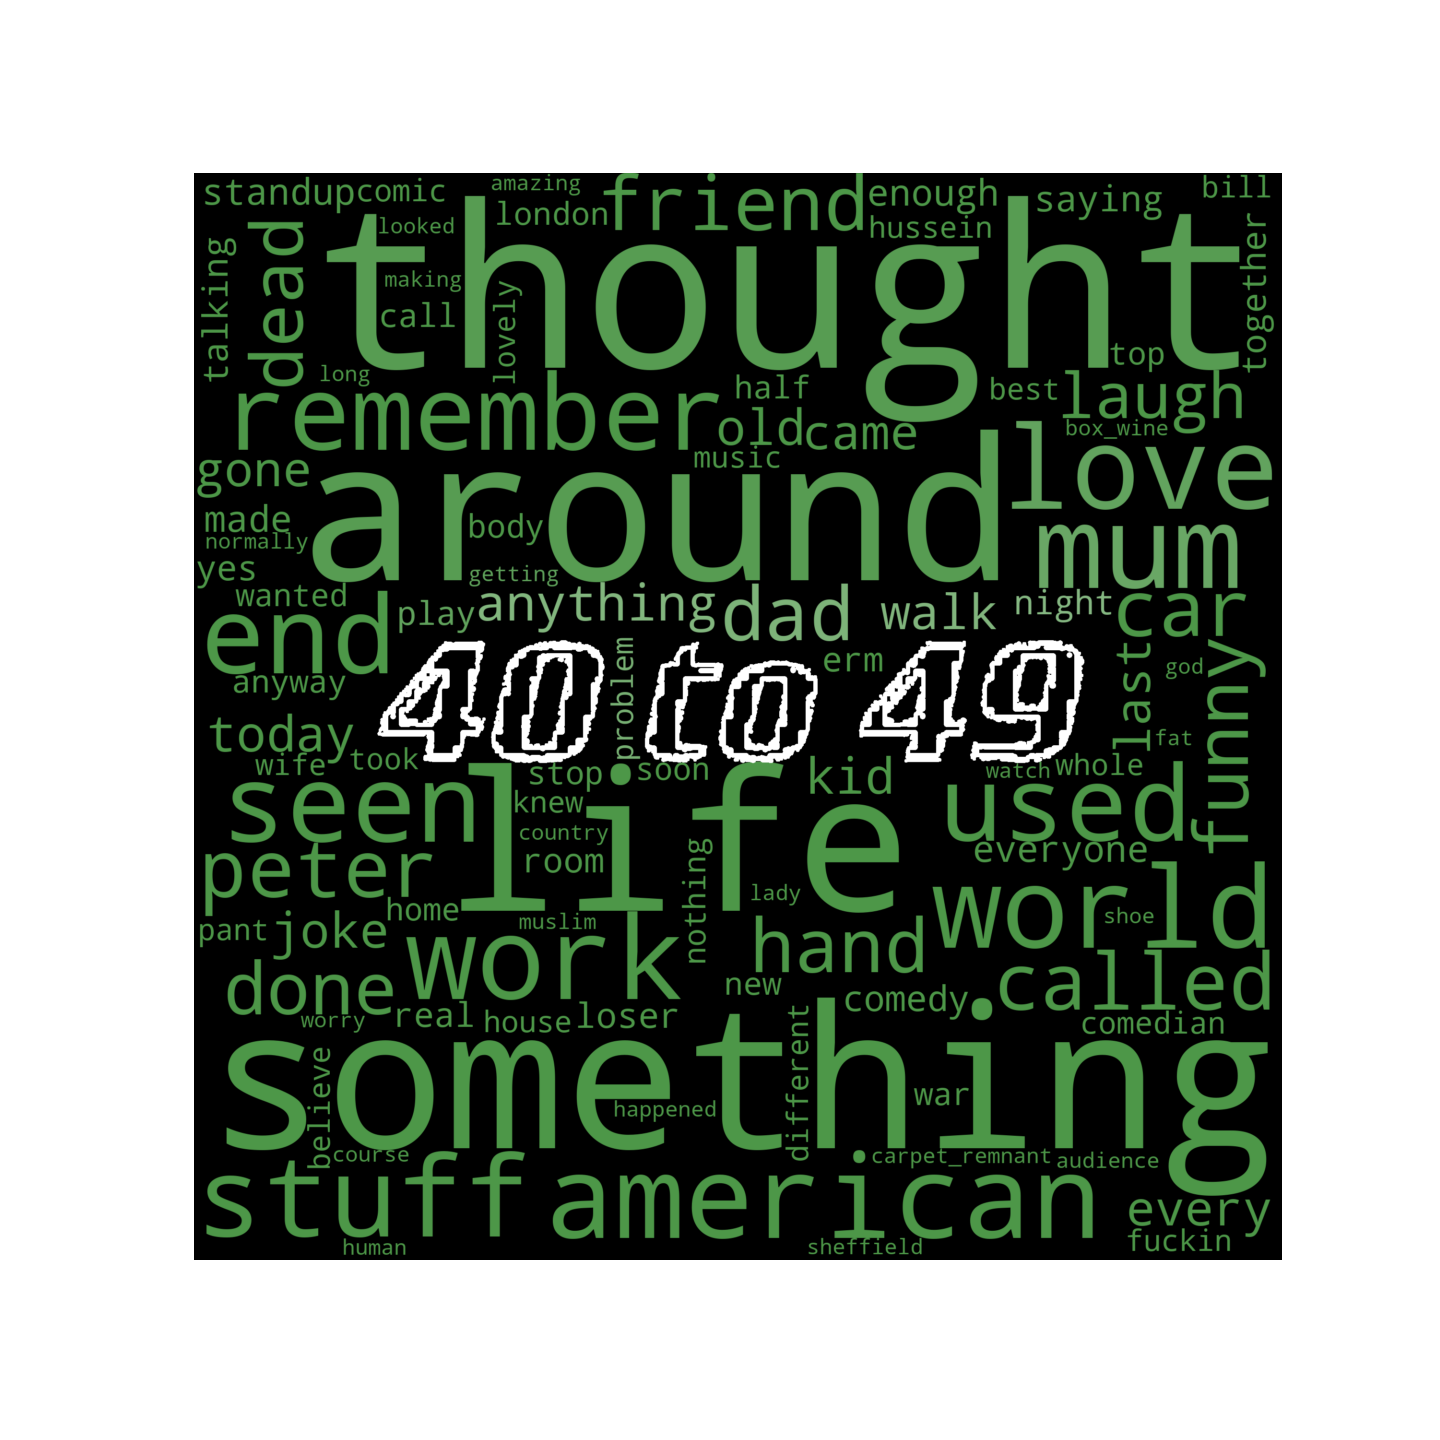 standup comic
amazing
friend
enough
saying
bill
looked
london
hussein
talking
dead
thought
together
making
call
lovely
long
top
remember
half
best
laugh
old came
box_wine
music
love
gone
around
made
normally
body
mum
yes
getting
wanted
play
anything
dad
walk
night
car
end
40 to 49
problem
erm
last
god
funny
anyway
today
fat
wife
took
stop
soon
kid
watch
whole
seen
life
knew
used
country
room
everyone
peter
nothing
lady
world
home
muslim
shoe
pant
joke
work
hand
called
done
new
comedy
worry
real
house
loser
comedian
something
believe
different
war
happened
course
carpet_remnant
audience
stuff
american
every
fuckin
human
sheffield